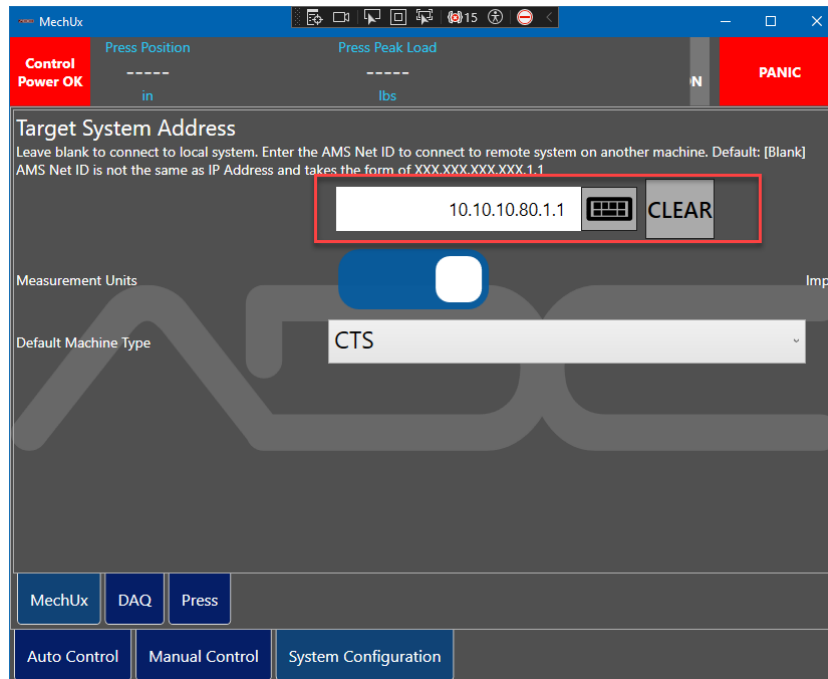 MechUx
15
Control
Power OK
Press Position
-----
in
Press Peak Load
-----
lbs
PANIC
Target System Address
Leave blank to connect to local system. Enter the AMS Net ID to connect to remote system on another machine. Default: [Blank]
AMS Net ID is not the same as IP Address and takes the form of XXX.XXX.XXX.XXX.1.1
10.10.10.80.1.1
CLEAR
Measurement Units
Imp
Default Machine Type
CTS
ADC
MechUx
DAQ
Press
Auto Control
Manual Control
System Configuration